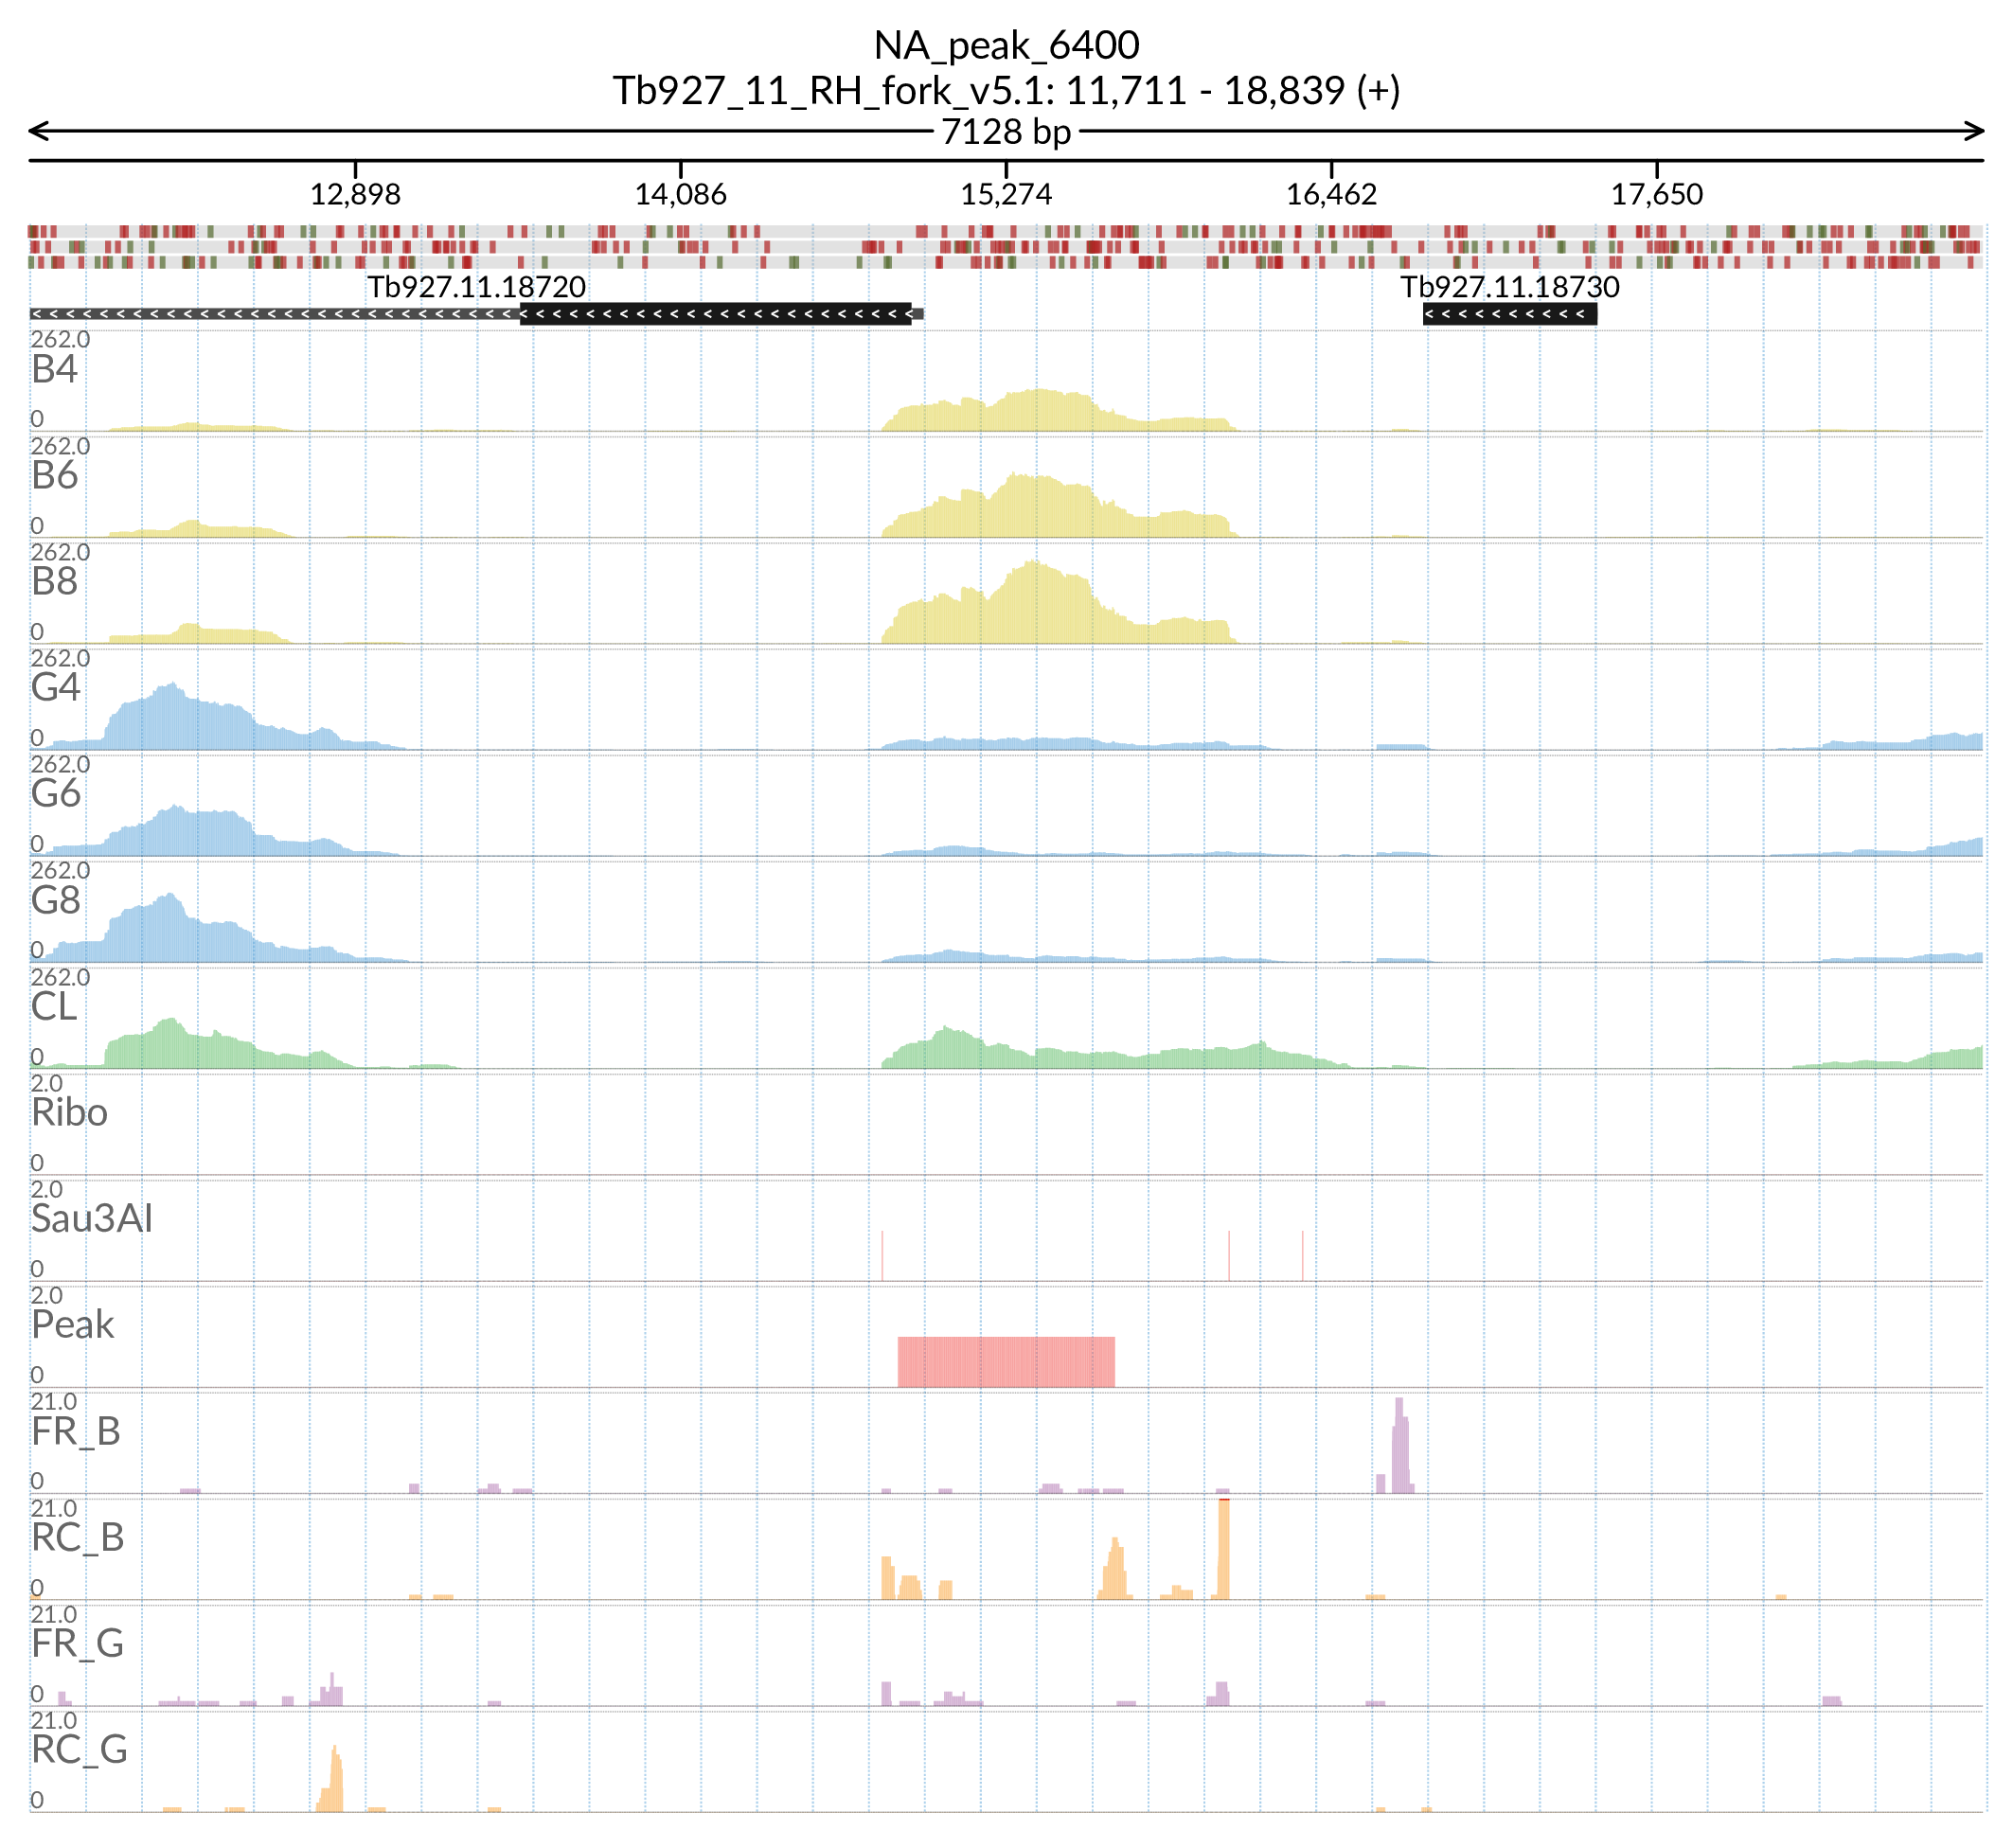 NA_peak_6400
Tb927_11_RH_fork_v5.1: 11,711 - 18,839 (+)
7128 bp
12,898 14,086 15,274 16,462 17,650
Tb927.11.18720 Tb927.11.18730
262.0
B4
0
262.0
B6
0
262.0
B8
0
262.0
G4
0
262.0
G6
0
262.0
G8
0
262.0
CL
0
2.0
Ribo
0
2.0
Sau3AI
0
2.0
Peak
0
21.0
FR_B
0
21.0
RC_B
0
21.0
FR_G
0
21.0
RC_G
0